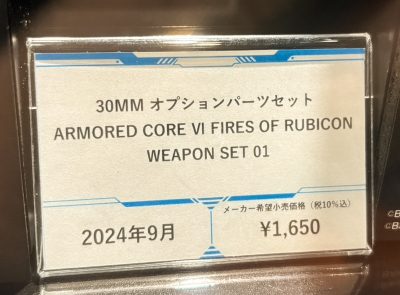 30MM オプションパーツセット
ARMORED CORE VI FIRES OF RUBICON
WEAPON SET 01
メーカー希望小売価格（税10%込）
2024年9月
¥1,650